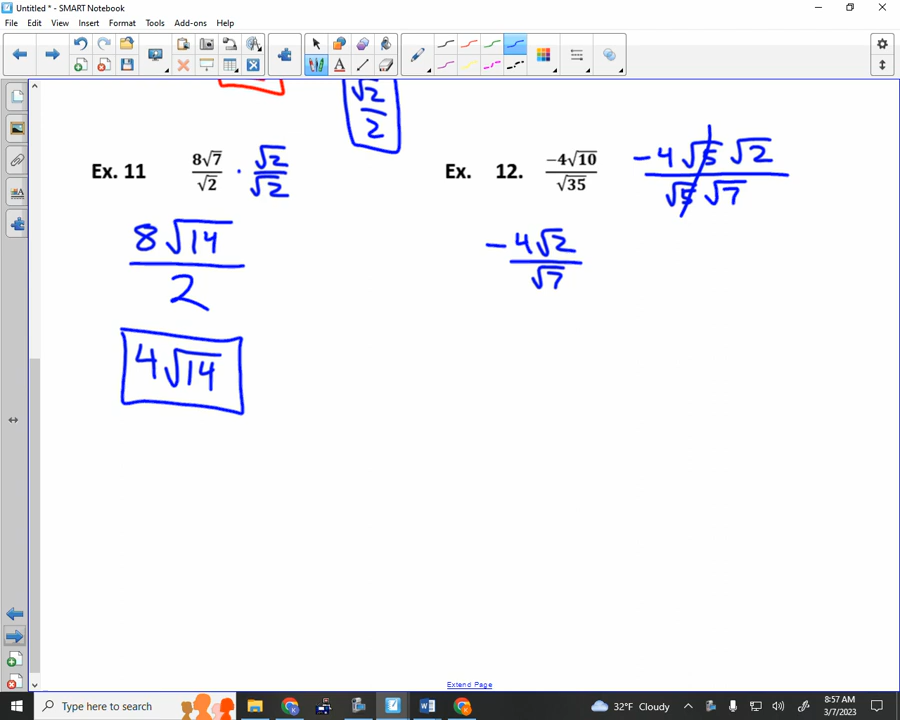 Untitled * - SMART Notebook
File Edit View Insert Format Tools Add-ons Help
√2
2
Ex. 11 8√7/√2 · √2/√2
Ex. 12. −4√10/√35 −4√5√2/√5√7
8√14
2
4√14
−4√2
√7
Extend Page
Type here to search
32°F Cloudy
8:57 AM
3/7/2023